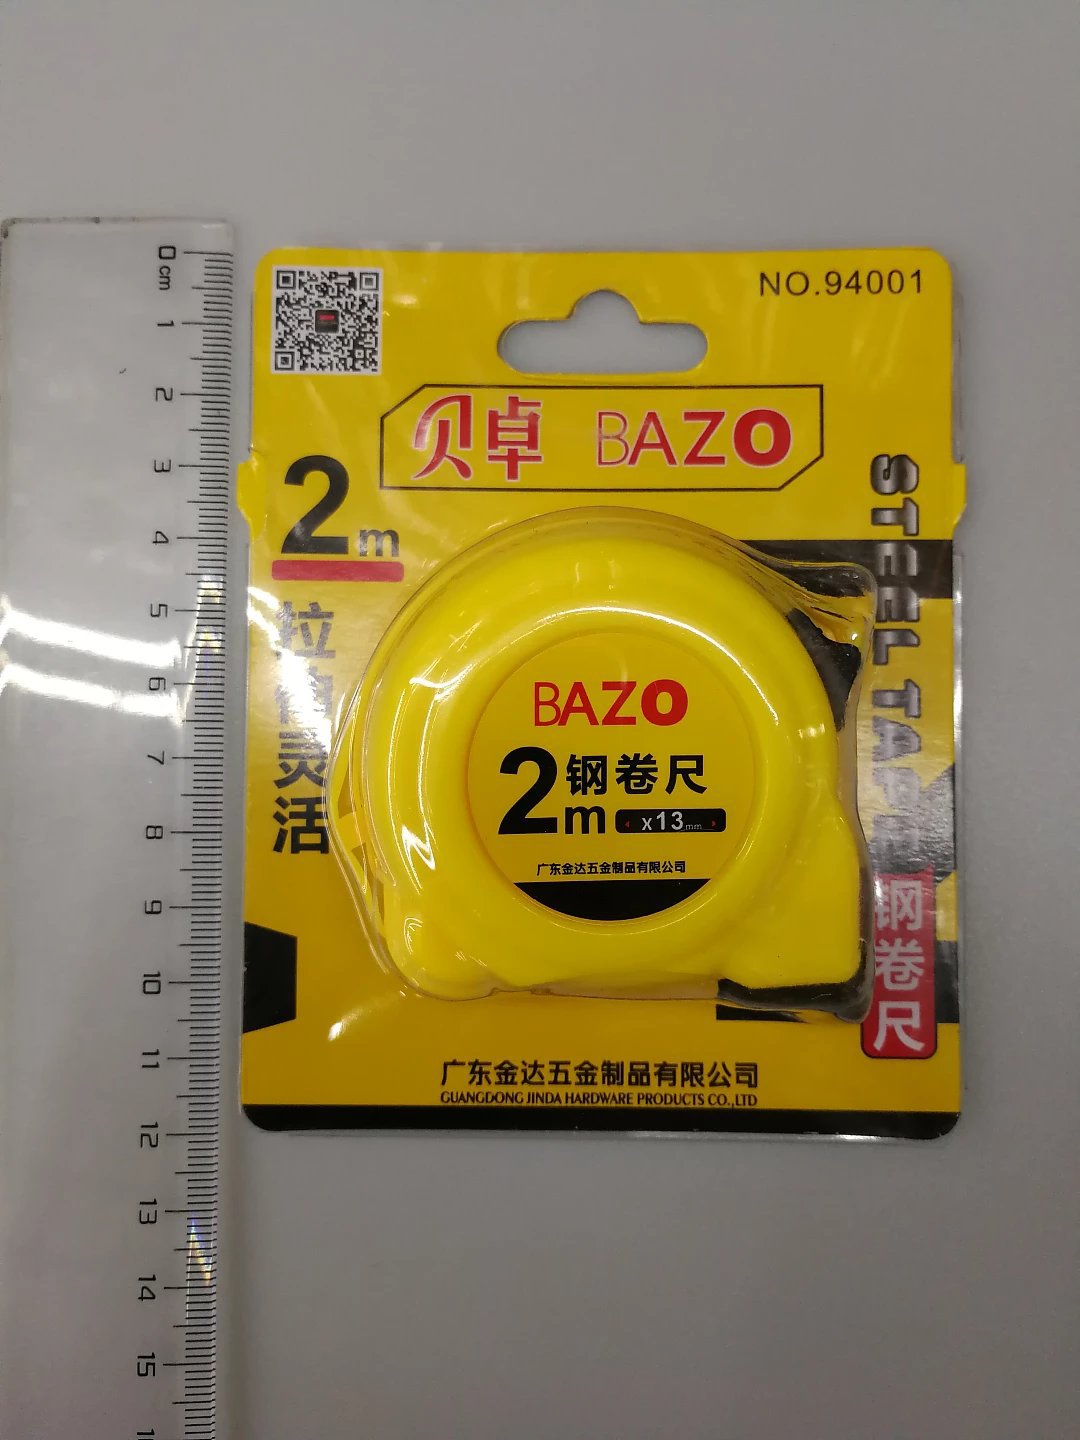 NO.94001
贝卓 BAZO
2m
拉 灵活
STEEL TAPE
钢卷尺
BAZO
2m
钢卷尺
x13mm
广东金达五金制品有限公司
广东金达五金制品有限公司
GUANGDONG JINDA HARDWARE PRODUCTS CO.,LTD
0cm
1
2
3
4
5
6
7
8
9
10
11
12
13
14
15